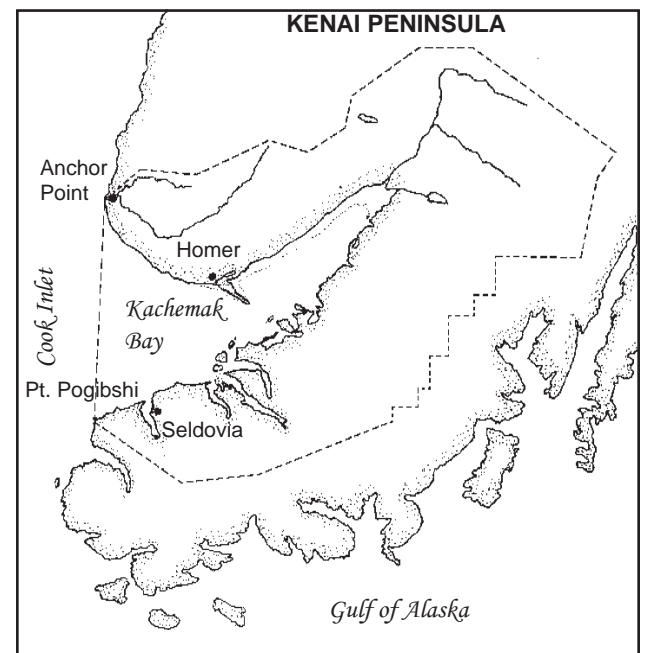 KENAI PENINSULA
Anchor
Point
Homer
Cook Inlet
Kachemak
Bay
Pt. Pogibshi
Seldovia
Gulf of Alaska